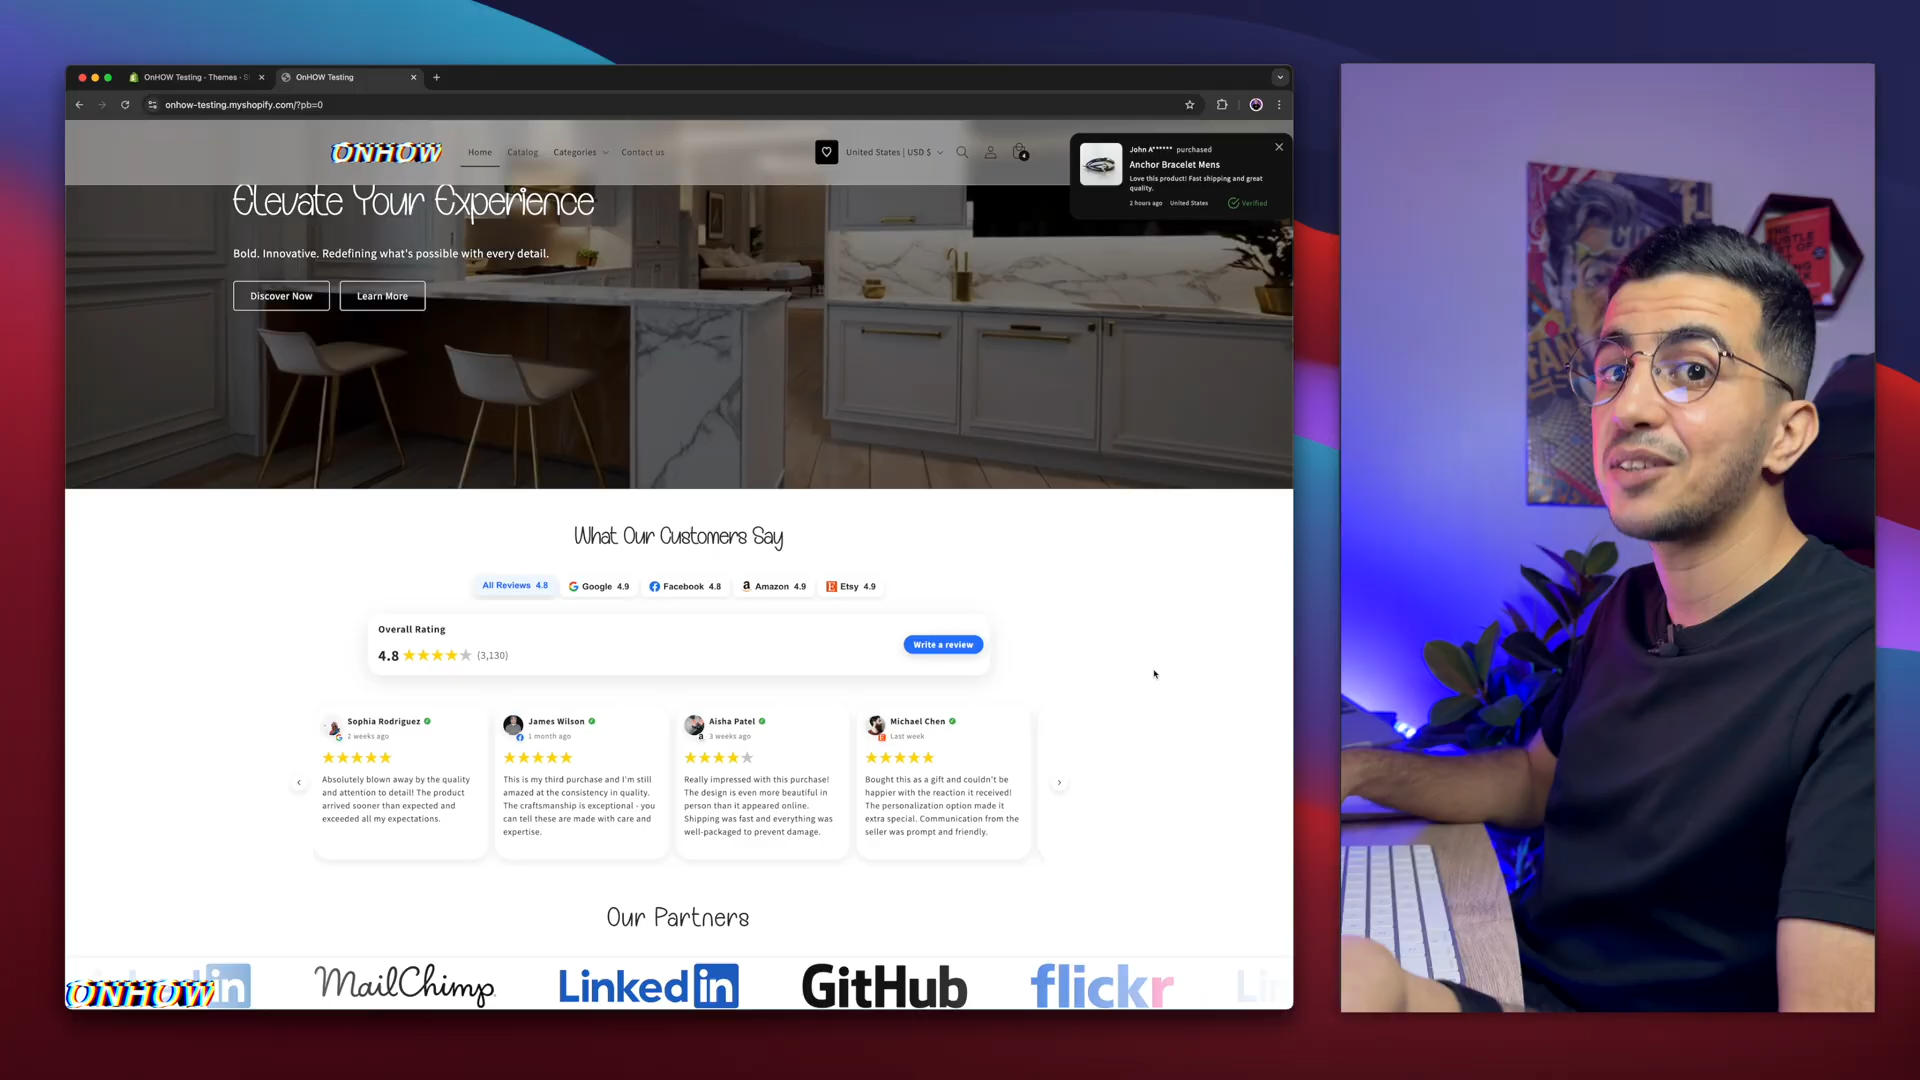 OnHOW Testing - Themes · S
OnHOW Testing
onhow-testing.myshopify.com/?pb=0
ONHOW
Home
Catalog
Categories
Contact us
United States | USD $
4
John A****** purchased
Anchor Bracelet Mens
Love this product! Fast shipping and great
quality.
2 hours ago
United States
Verified
Elevate Your Experience
Bold. Innovative. Redefining what's possible with every detail.
Discover Now
Learn More
What Our Customers Say
All Reviews 4.8
Google 4.9
Facebook 4.8
Amazon 4.9
Etsy 4.9
Overall Rating
4.8 (3,130)
Write a review
Sophia Rodriguez
2 weeks ago
Absolutely blown away by the quality
and attention to detail! The product
arrived sooner than expected and
exceeded all my expectations.
James Wilson
1 month ago
This is my third purchase and I'm still
amazed at the consistency in quality.
The craftsmanship is exceptional - you
can tell these are made with care and
expertise.
Aisha Patel
3 weeks ago
Really impressed with this purchase!
The design is even more beautiful in
person than it appeared online.
Shipping was fast and everything was
well-packaged to prevent damage.
Michael Chen
Last week
Bought this as a gift and couldn't be
happier with the reaction it received!
The personalization option made it
extra special. Communication from the
seller was prompt and friendly.
Our Partners
ONHOW
in
MailChimp
Linked in
GitHub
flickr
Lin